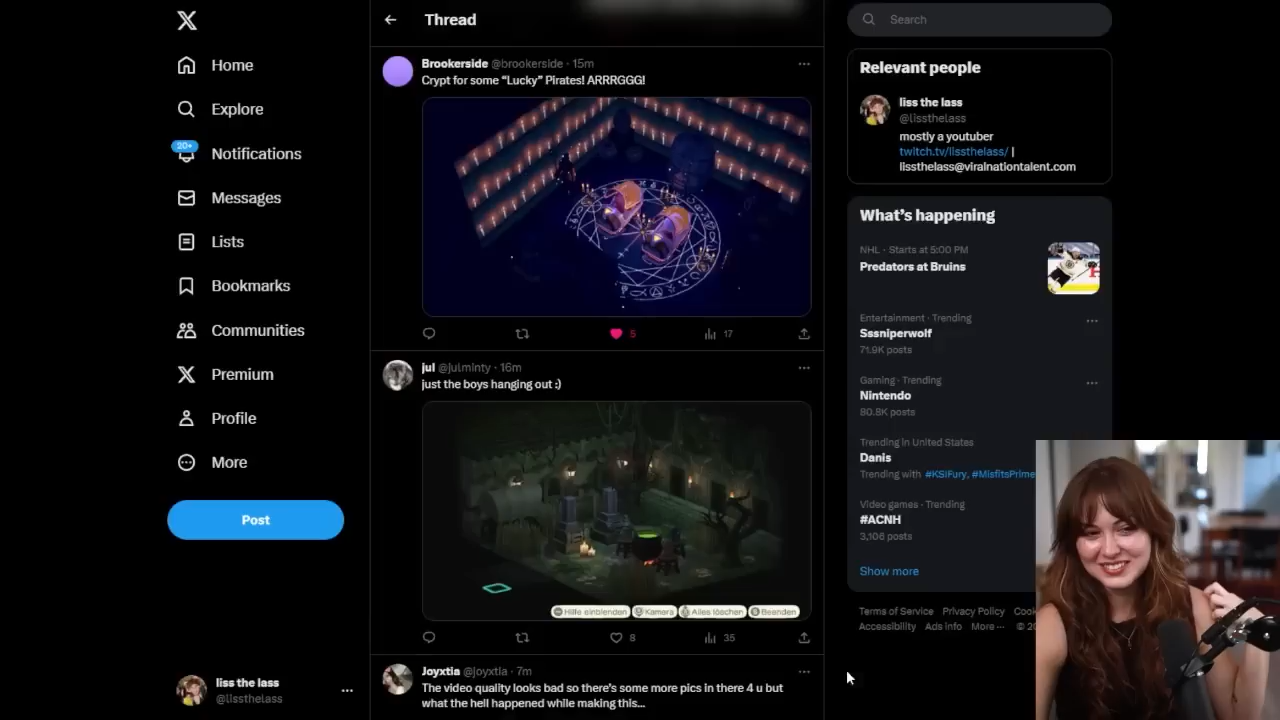 Home
Explore
20+
Notifications
Messages
Lists
Bookmarks
Communities
Premium
Profile
More
Post
liss the lass
@lissthelass
Thread
Brookerside @brookerside · 15m
Crypt for some “Lucky” Pirates! ARRRGGG!
5
17
jul @julminty · 16m
just the boys hanging out :)
Hilfe einblenden
Kamera
Alles löschen
Beenden
8
35
Joyxtia @joyxtia · 7m
The video quality looks bad so there’s some more pics in there 4 u but
what the hell happened while making this...
Search
Relevant people
liss the lass
@lissthelass
mostly a youtuber
twitch.tv/lissthelass/ |
lissthelass@viralnationtalent.com
What’s happening
NHL · Starts at 5:00 PM
Predators at Bruins
Entertainment · Trending
Sssniperwolf
71.9K posts
Gaming · Trending
Nintendo
80.8K posts
Trending in United States
Danis
Trending with #KSIFury, #MisfitsPrime
Video games · Trending
#ACNH
3,106 posts
Show more
Terms of Service Privacy Policy Cook
Accessibility Ads info More ··· © 20